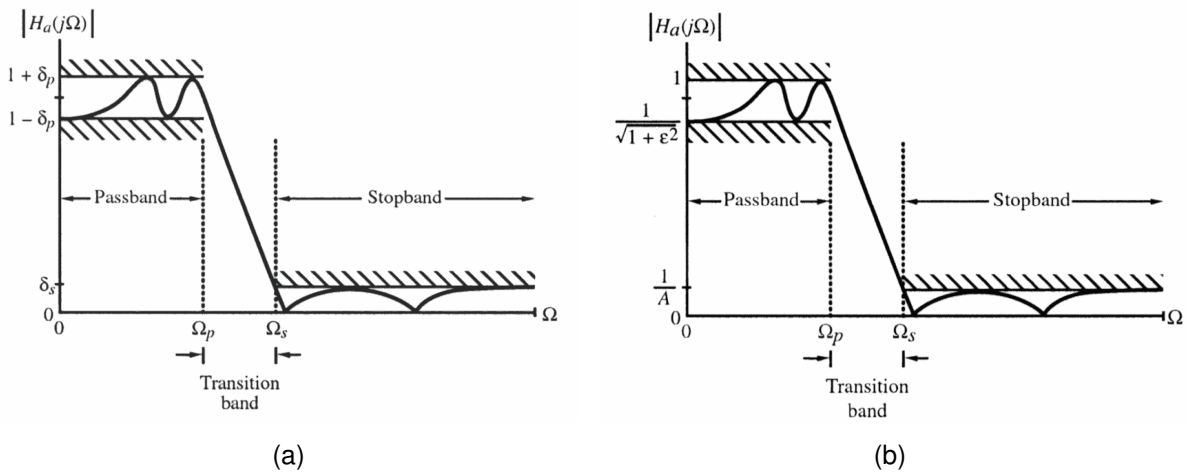 |Hₐ(jΩ)|
1 + δₚ
1 − δₚ
Passband
Stopband
δₛ
0
0
Ωₚ
Ωₛ
Ω
Transition
band
(a)
|Hₐ(jΩ)|
1
1
√1 + ε²
Passband
Stopband
1
A
0
0
Ωₚ
Ωₛ
Ω
Transition
band
(b)